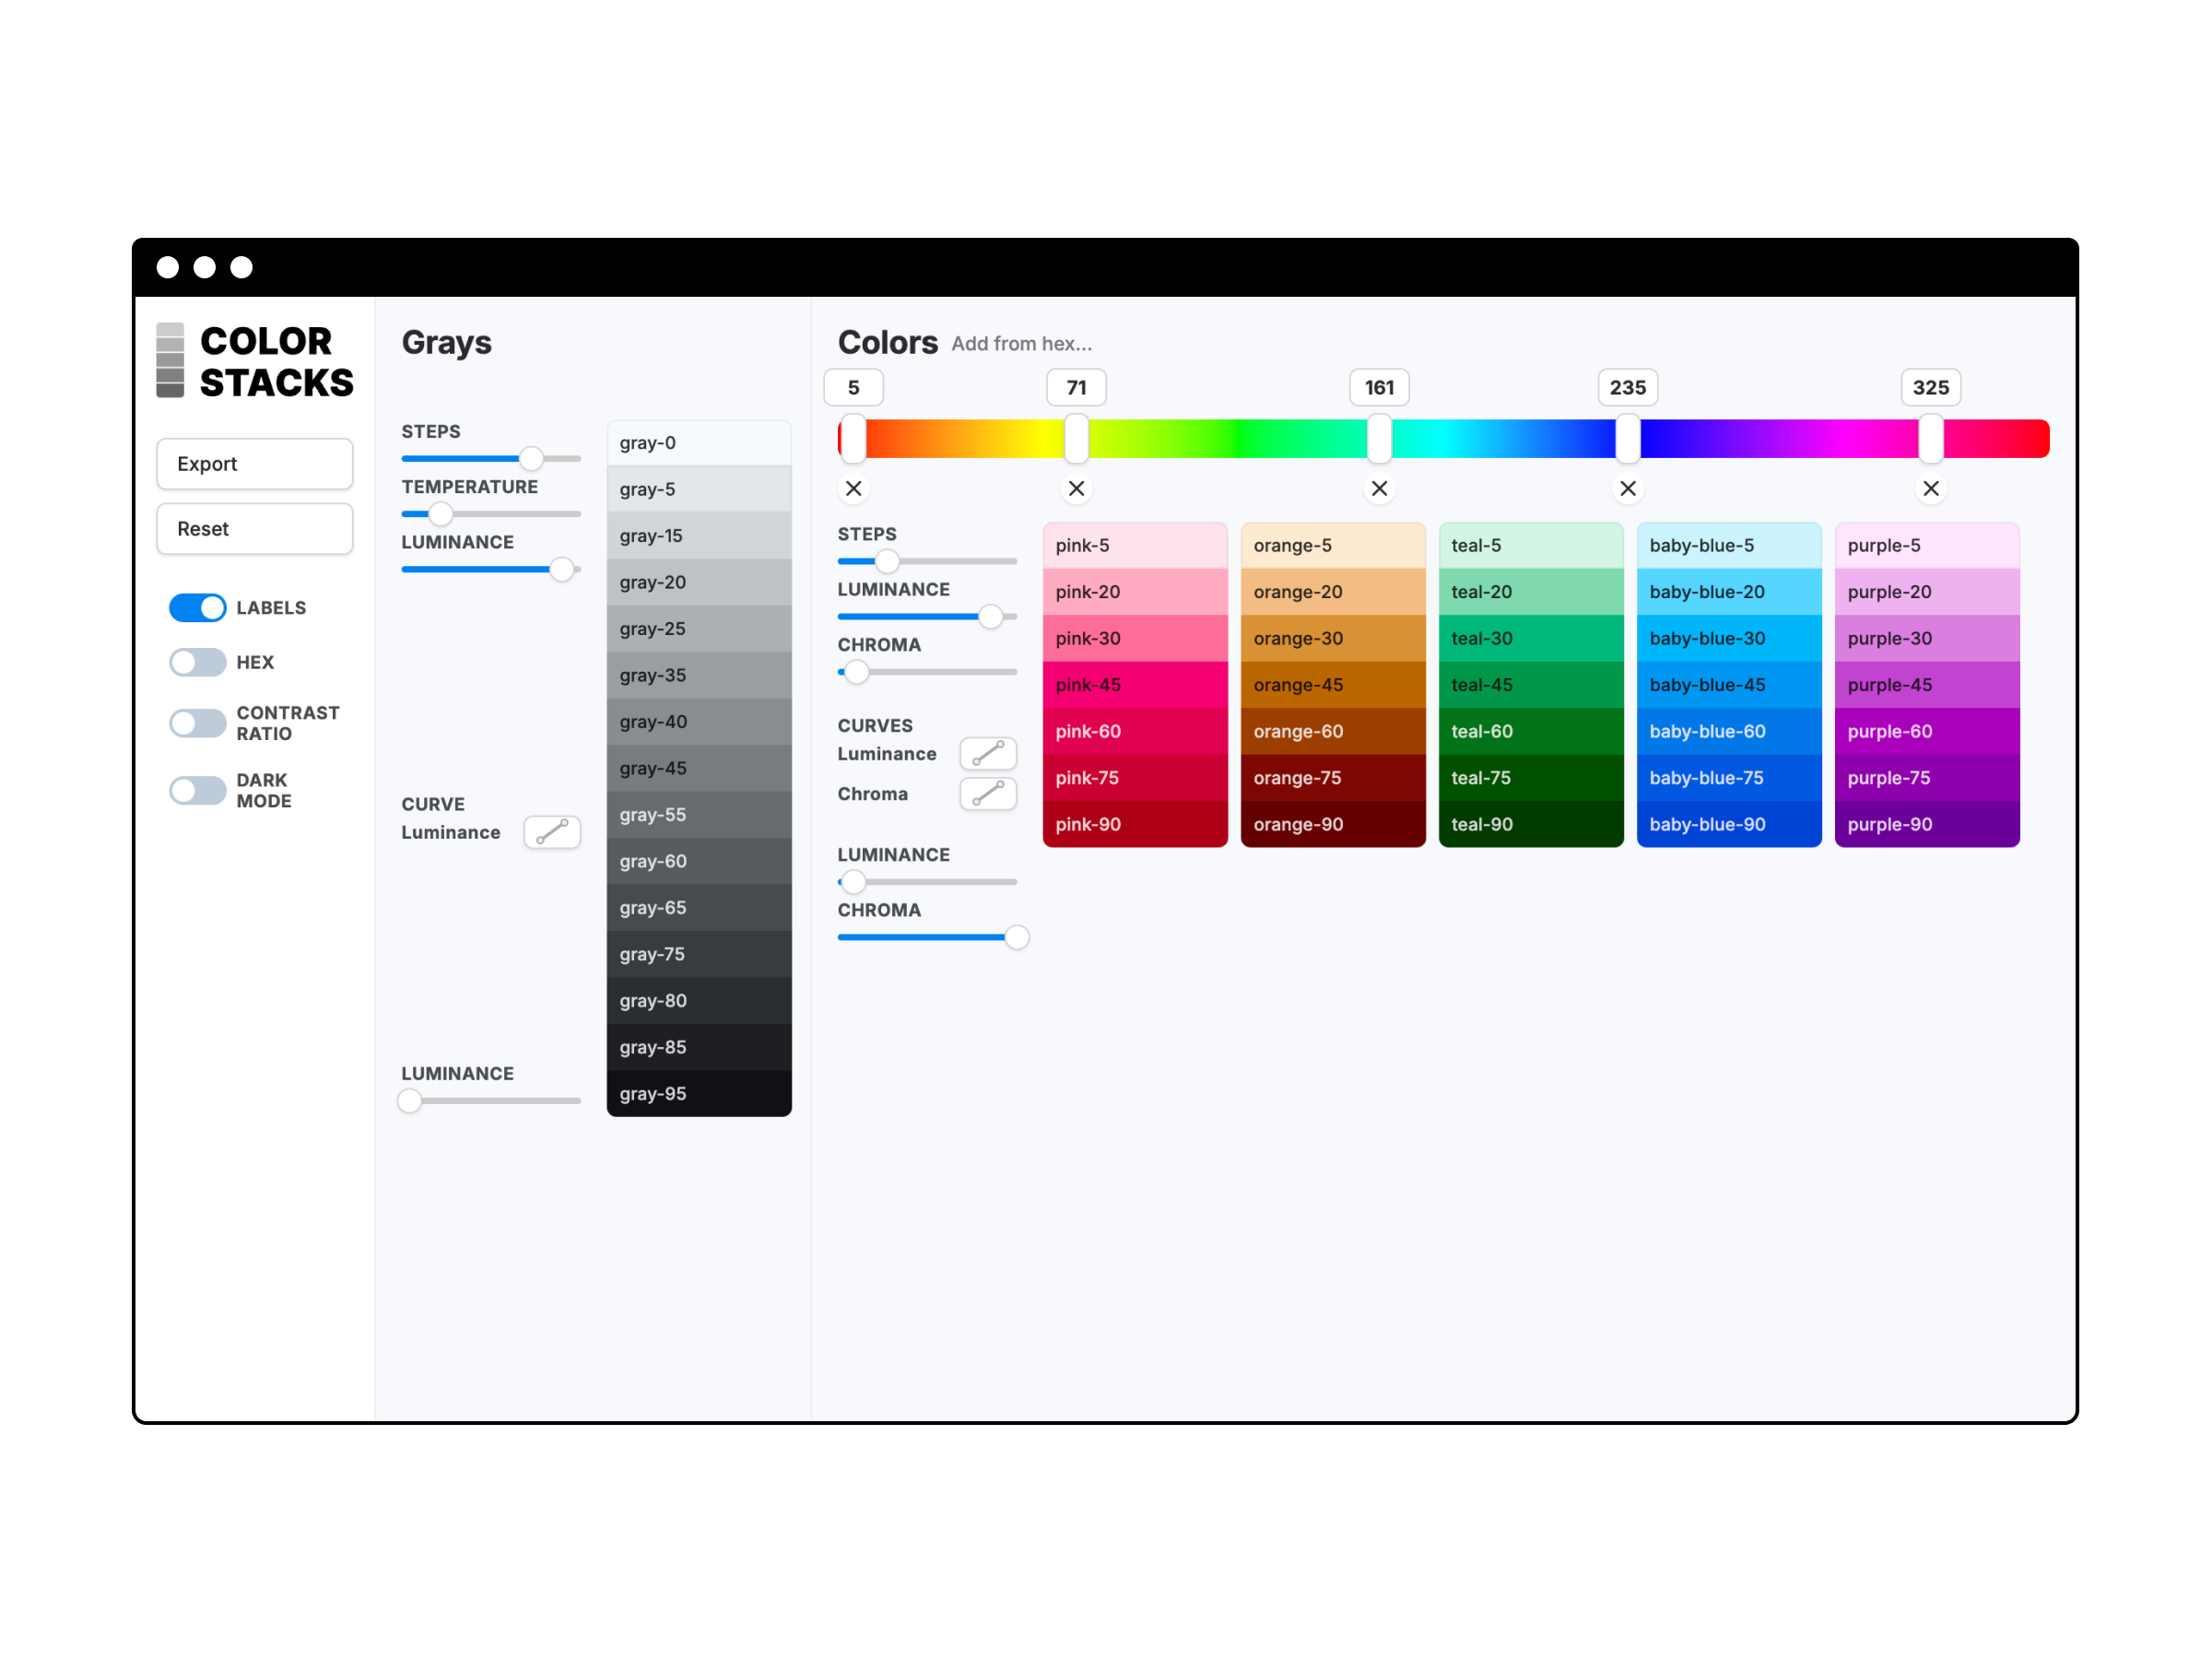 COLOR
STACKS
Export
Reset
LABELS
HEX
CONTRAST
RATIO
DARK
MODE
Grays
STEPS
TEMPERATURE
LUMINANCE
CURVE
Luminance
LUMINANCE
gray-0
gray-5
gray-15
gray-20
gray-25
gray-35
gray-40
gray-45
gray-55
gray-60
gray-65
gray-75
gray-80
gray-85
gray-95
Colors Add from hex...
5 71 161 235 325
STEPS
LUMINANCE
CHROMA
CURVES
Luminance
Chroma
LUMINANCE
CHROMA
pink-5 orange-5 teal-5 baby-blue-5 purple-5
pink-20 orange-20 teal-20 baby-blue-20 purple-20
pink-30 orange-30 teal-30 baby-blue-30 purple-30
pink-45 orange-45 teal-45 baby-blue-45 purple-45
pink-60 orange-60 teal-60 baby-blue-60 purple-60
pink-75 orange-75 teal-75 baby-blue-75 purple-75
pink-90 orange-90 teal-90 baby-blue-90 purple-90